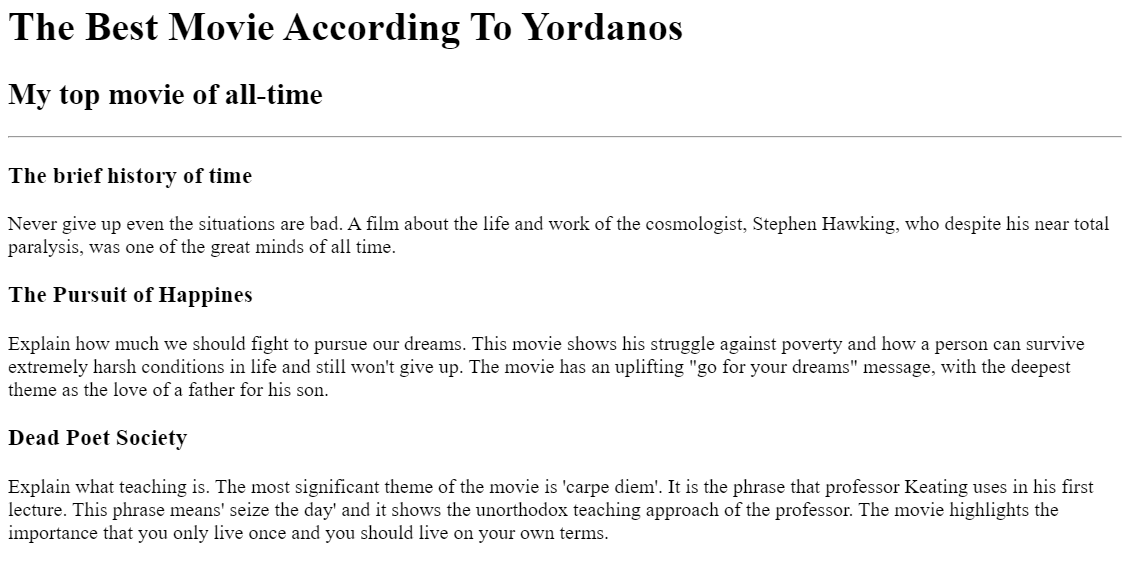 The Best Movie According To Yordanos
My top movie of all-time
The brief history of time
Never give up even the situations are bad. A film about the life and work of the cosmologist, Stephen Hawking, who despite his near total
paralysis, was one of the great minds of all time.
The Pursuit of Happines
Explain how much we should fight to pursue our dreams. This movie shows his struggle against poverty and how a person can survive
extremely harsh conditions in life and still won't give up. The movie has an uplifting "go for your dreams" message, with the deepest
theme as the love of a father for his son.
Dead Poet Society
Explain what teaching is. The most significant theme of the movie is 'carpe diem'. It is the phrase that professor Keating uses in his first
lecture. This phrase means' seize the day' and it shows the unorthodox teaching approach of the professor. The movie highlights the
importance that you only live once and you should live on your own terms.